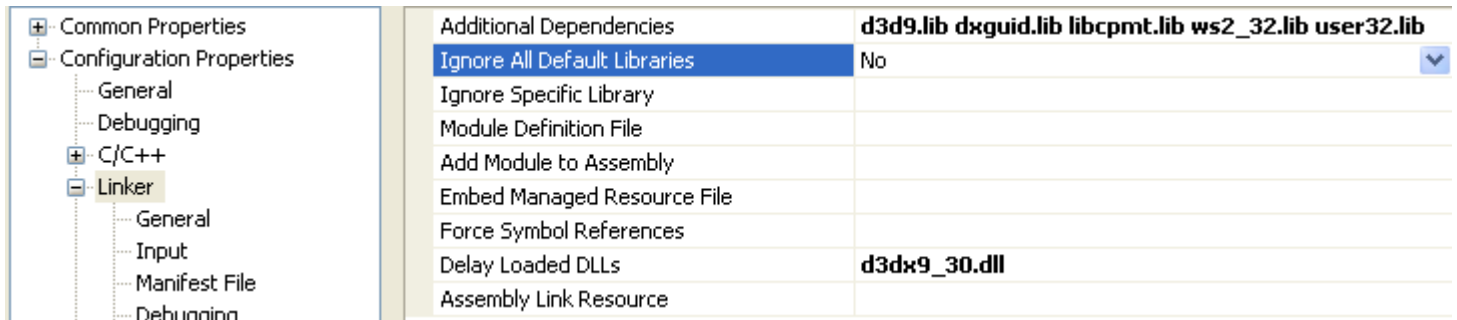 Common Properties
Configuration Properties
General
Debugging
C/C++
Linker
General
Input
Manifest File
Debugging
Additional Dependencies d3d9.lib dxguid.lib libcpmt.lib ws2_32.lib user32.lib
Ignore All Default Libraries No
Ignore Specific Library
Module Definition File
Add Module to Assembly
Embed Managed Resource File
Force Symbol References
Delay Loaded DLLs d3dx9_30.dll
Assembly Link Resource